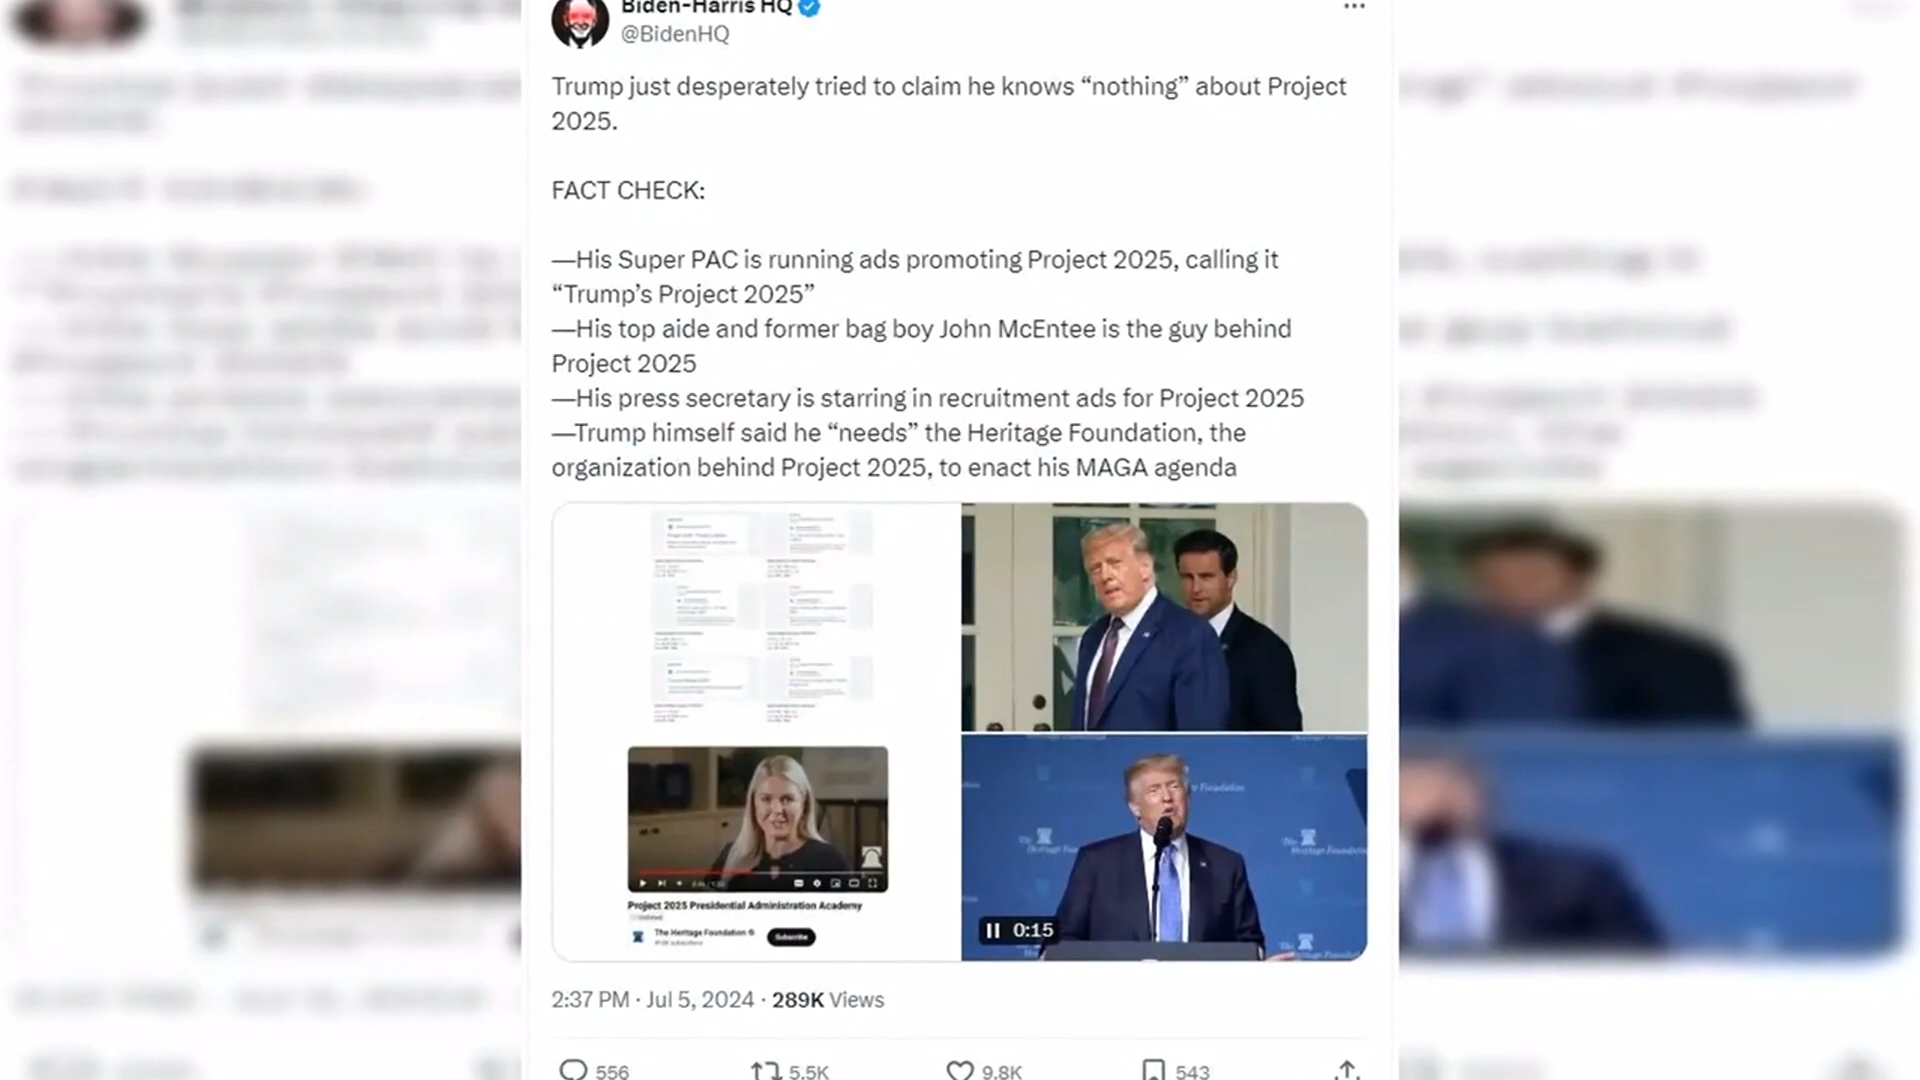 Biden-Harris HQ
@BidenHQ
Trump just desperately tried to claim he knows “nothing” about Project
2025.
FACT CHECK:
—His Super PAC is running ads promoting Project 2025, calling it
“Trump’s Project 2025”
—His top aide and former bag boy John McEntee is the guy behind
Project 2025
—His press secretary is starring in recruitment ads for Project 2025
—Trump himself said he “needs” the Heritage Foundation, the
organization behind Project 2025, to enact his MAGA agenda
Project 2025 Presidential Administration Academy
The Heritage Foundation
Subscribe
The
Heritage Foundation
0:15
2:37 PM · Jul 5, 2024 · 289K Views
556
5.5K
9.8K
543